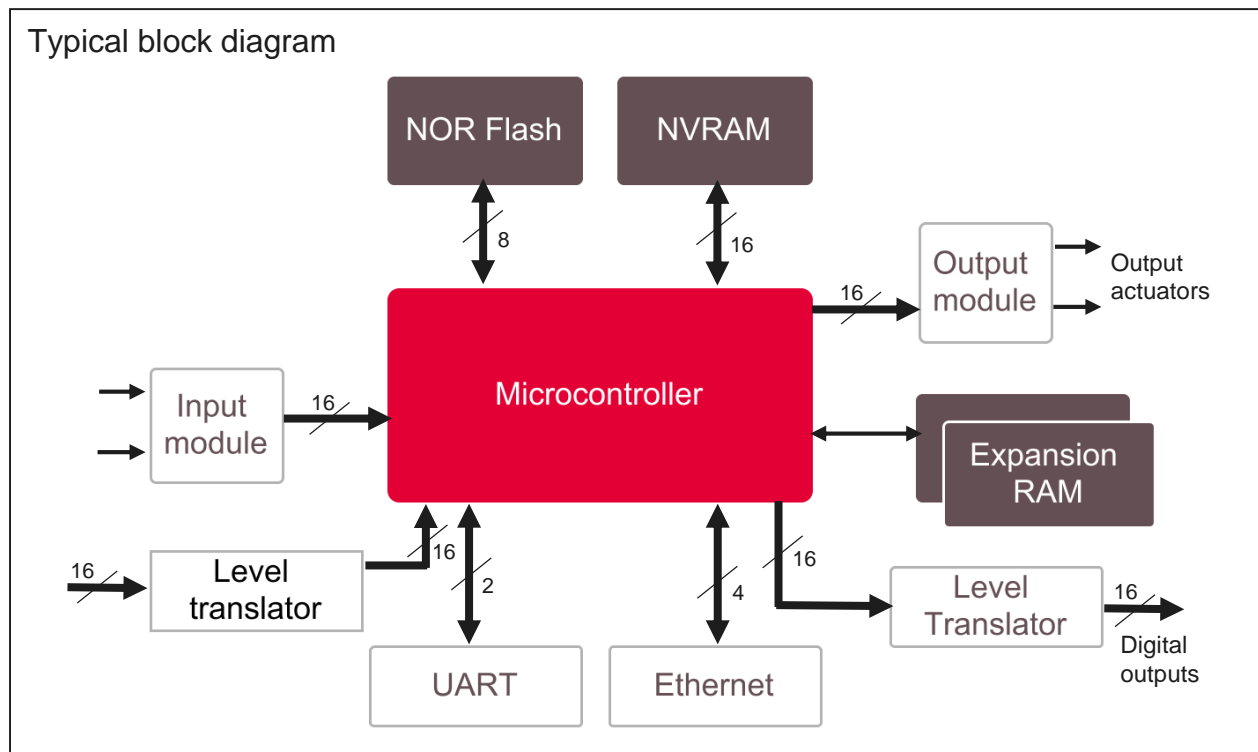 Typical block diagram
NOR Flash
NVRAM
8
16
16
Output
module
Output
actuators
Microcontroller
Input
module
16
Expansion
RAM
16
Level
translator
16
2
4
16
Level
Translator
16
Digital
outputs
UART
Ethernet